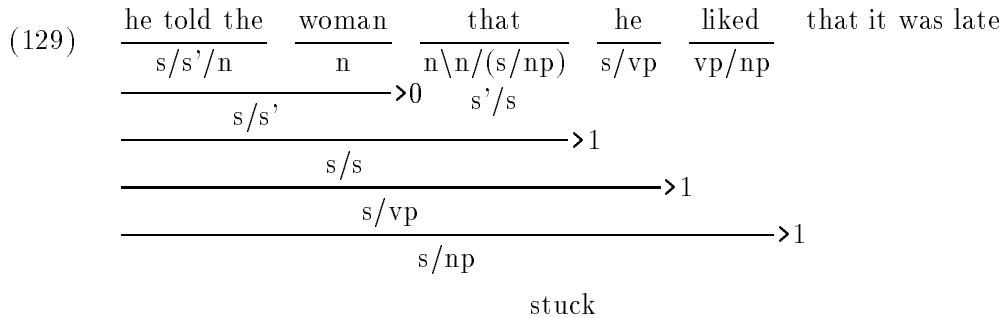 (129) he told the woman that he liked that it was late
s/s'/n n n\n/(s/np) s/vp vp/np
>0 s'/s
s/s'
>1
s/s
>1
s/vp
>1
s/np
stuck